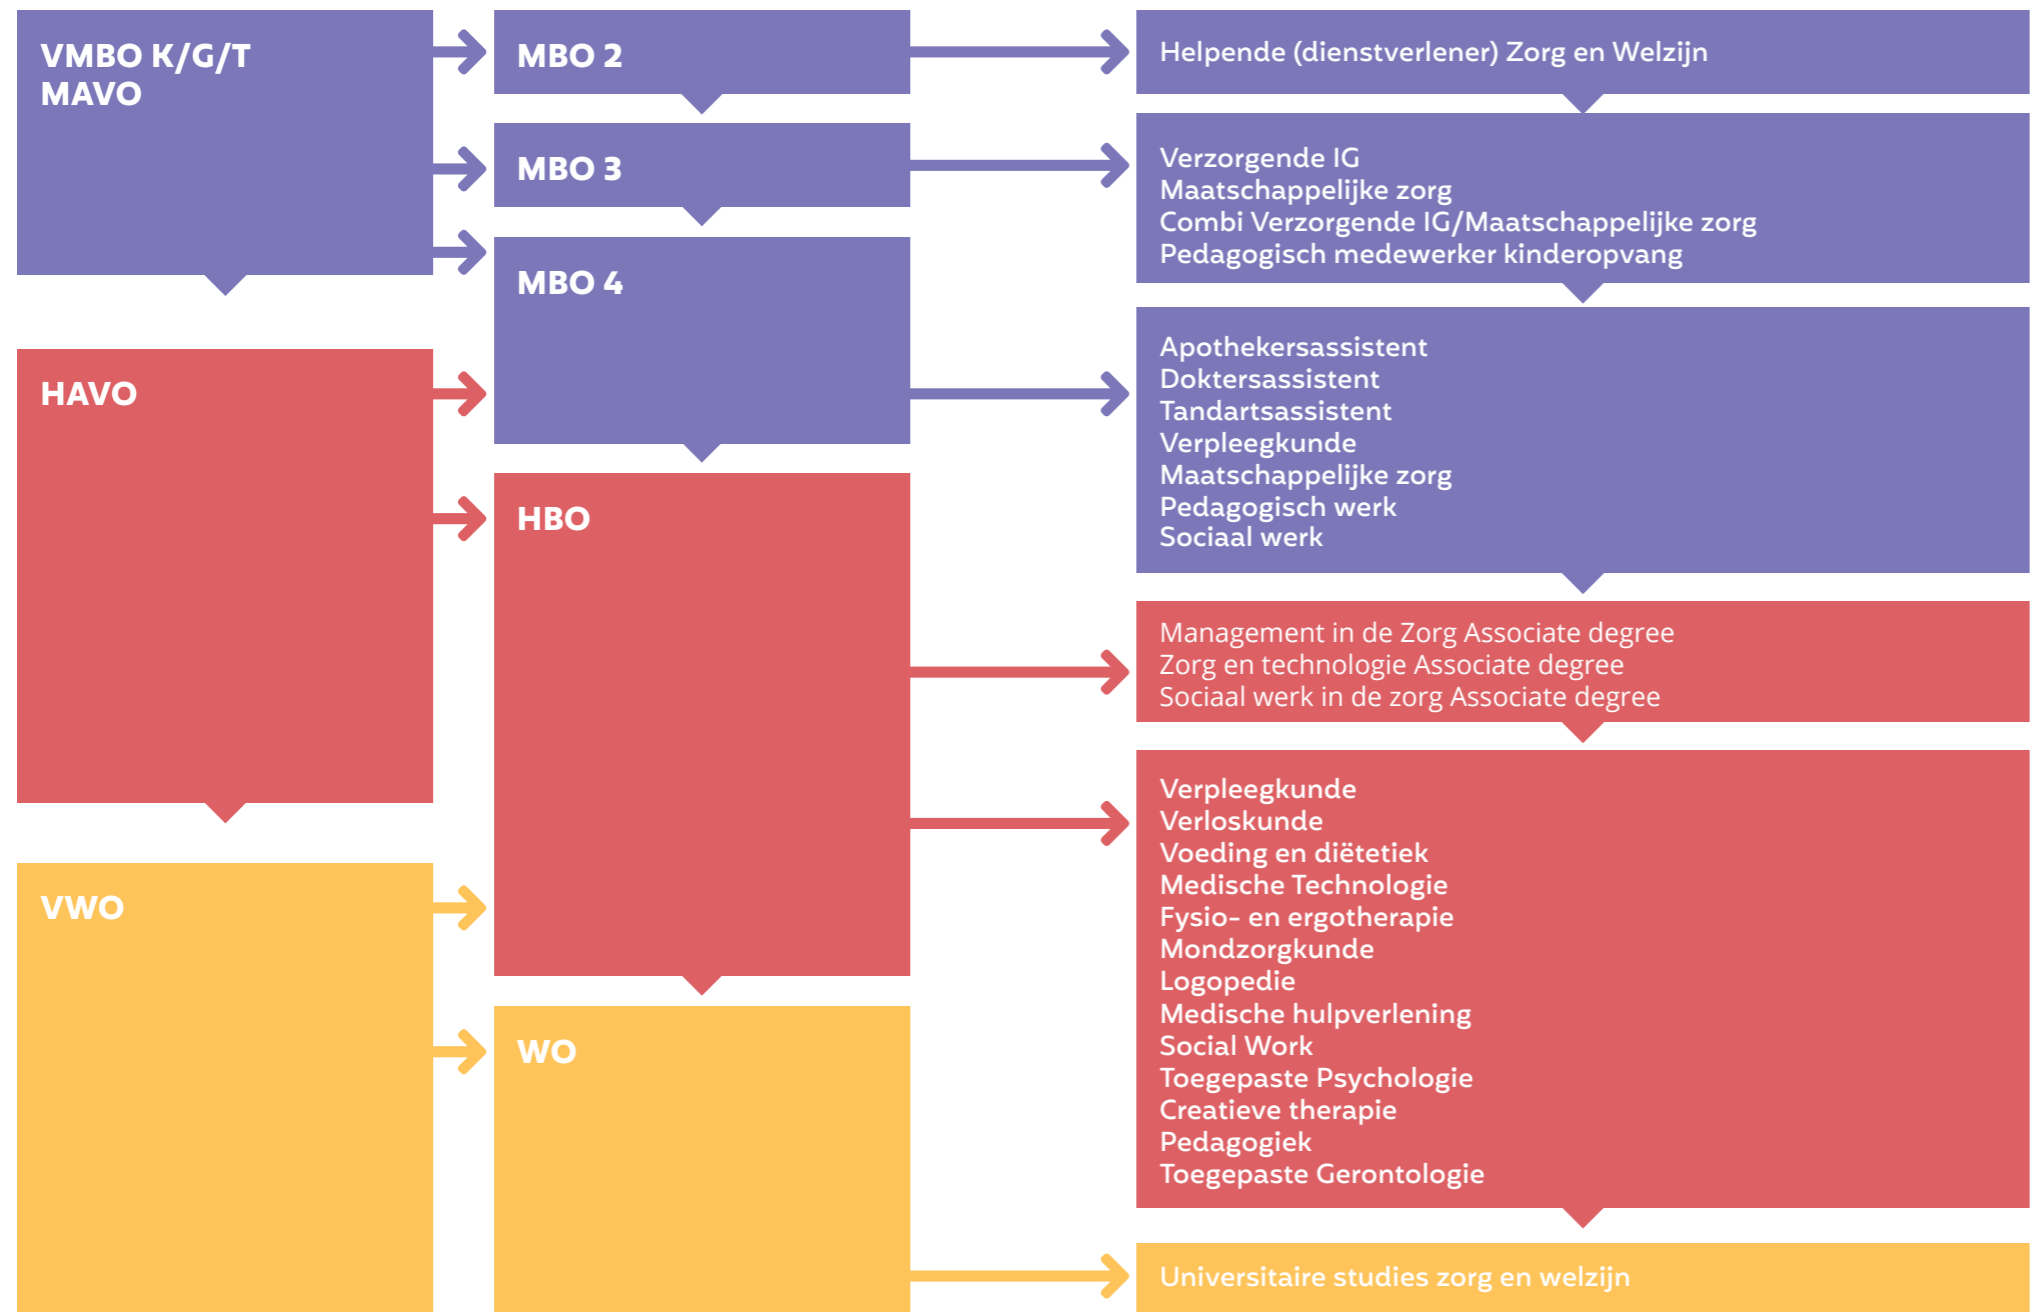 VMBO K/G/T
MAVO
MBO 2
Helpende (dienstverlener) Zorg en Welzijn
MBO 3
Verzorgende IG
Maatschappelijke zorg
Combi Verzorgende IG/Maatschappelijke zorg
Pedagogisch medewerker kinderopvang
MBO 4
Apothekersassistent
Doktersassistent
Tandartsassistent
Verpleegkunde
Maatschappelijke zorg
Pedagogisch werk
Sociaal werk
HAVO
HBO
Management in de Zorg Associate degree
Zorg en technologie Associate degree
Sociaal werk in de zorg Associate degree
Verpleegkunde
Verloskunde
Voeding en diëtetiek
Medische Technologie
Fysio- en ergotherapie
Mondzorgkunde
Logopedie
Medische hulpverlening
Social Work
Toegepaste Psychologie
Creatieve therapie
Pedagogiek
Toegepaste Gerontologie
VWO
WO
Universitaire studies zorg en welzijn